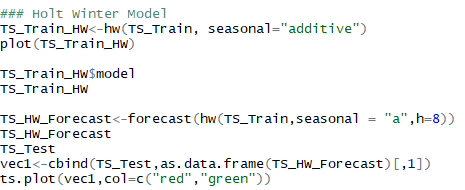 ### Holt Winter Model
TS_Train_HW<-hw(TS_Train, seasonal="additive")
plot(TS_Train_HW)
TS_Train_HW$model
TS_Train_HW
TS_HW_Forecast<-forecast(hw(TS_Train,seasonal = "a",h=8))
TS_HW_Forecast
TS_Test
vec1<-cbind(TS_Test,as.data.frame(TS_HW_Forecast)[,1])
ts.plot(vec1,col=c("red","green"))